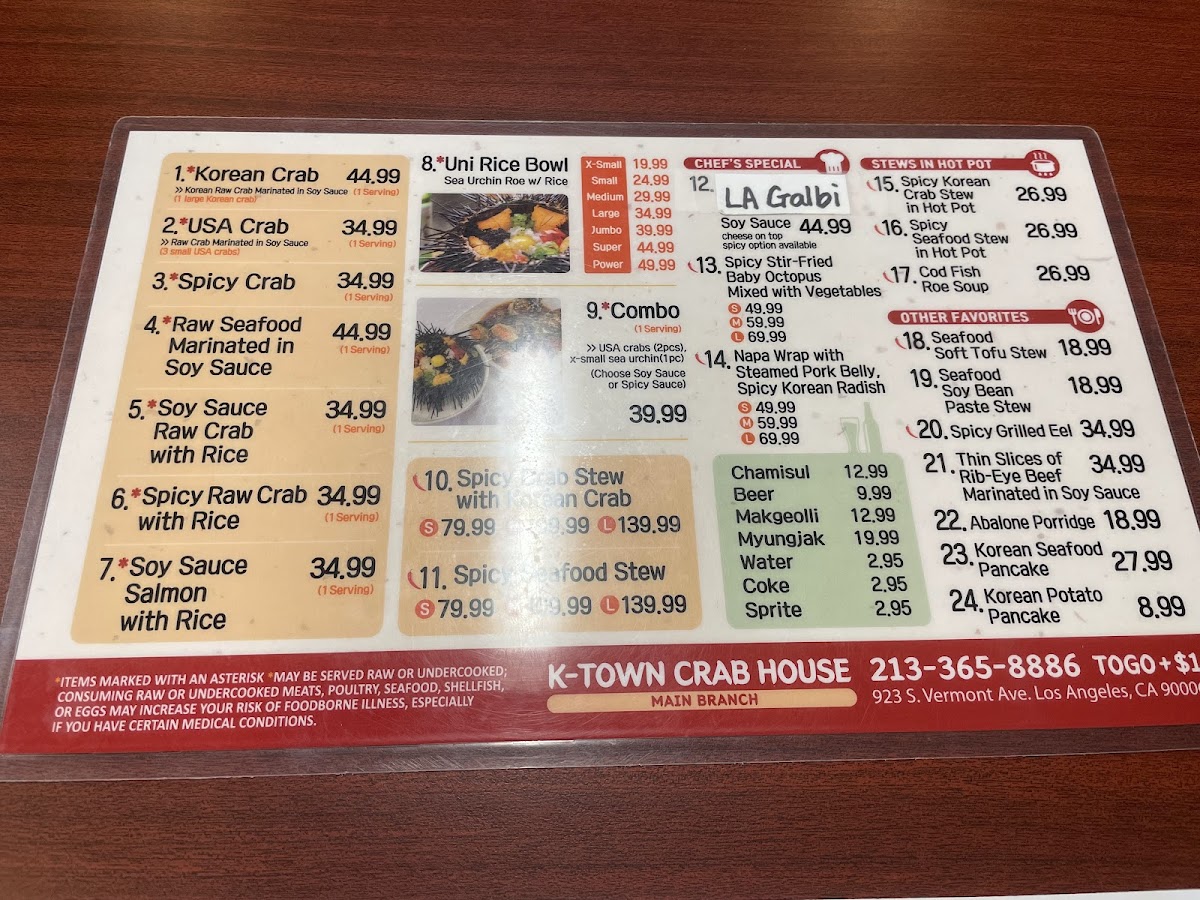 1.*Korean Crab 44.99
>> Korean Raw Crab Marinated in Soy Sauce (1 Serving)
(1 large Korean crab)
2.*USA Crab 34.99
>> Raw Crab Marinated in Soy Sauce (1 Serving)
(3 small USA crabs)
3.*Spicy Crab 34.99
(1 Serving)
4.*Raw Seafood 44.99
Marinated in (1 Serving)
Soy Sauce
5.*Soy Sauce 34.99
Raw Crab (1 Serving)
with Rice
6.*Spicy Raw Crab 34.99
with Rice (1 Serving)
7.*Soy Sauce 34.99
Salmon (1 Serving)
with Rice
8.*Uni Rice Bowl
Sea Urchin Roe w/ Rice
X-Small 19.99
Small 24.99
Medium 29.99
Large 34.99
Jumbo 39.99
Super 44.99
Power 49.99
9.*Combo
(1 Serving)
>> USA crabs (2pcs),
x-small sea urchin(1pc)
(Choose Soy Sauce
or Spicy Sauce)
39.99
10. Spicy Crab Stew
with Korean Crab
S 79.99 L 139.99
11. Spicy Seafood Stew
S 79.99 L 139.99
CHEF'S SPECIAL
12. LA Galbi
Soy Sauce 44.99
cheese on top
spicy option available
13. Spicy Stir-Fried
Baby Octopus
Mixed with Vegetables
S 49.99
M 59.99
L 69.99
14. Napa Wrap with
Steamed Pork Belly,
Spicy Korean Radish
S 49.99
M 59.99
L 69.99
Chamisul 12.99
Beer 9.99
Makgeolli 12.99
Myungjak 19.99
Water 2.95
Coke 2.95
Sprite 2.95
STEWS IN HOT POT
15. Spicy Korean
Crab Stew 26.99
in Hot Pot
16. Spicy
Seafood Stew 26.99
in Hot Pot
17. Cod Fish 26.99
Roe Soup
OTHER FAVORITES
18. Seafood
Soft Tofu Stew 18.99
19. Seafood
Soy Bean 18.99
Paste Stew
20. Spicy Grilled Eel 34.99
21. Thin Slices of
Rib-Eye Beef 34.99
Marinated in Soy Sauce
22. Abalone Porridge 18.99
23. Korean Seafood
Pancake 27.99
24. Korean Potato
Pancake 8.99
*ITEMS MARKED WITH AN ASTERISK *MAY BE SERVED RAW OR UNDERCOOKED;
CONSUMING RAW OR UNDERCOOKED MEATS, POULTRY, SEAFOOD, SHELLFISH,
OR EGGS MAY INCREASE YOUR RISK OF FOODBORNE ILLNESS, ESPECIALLY
IF YOU HAVE CERTAIN MEDICAL CONDITIONS.
K-TOWN CRAB HOUSE
MAIN BRANCH
213-365-8886 TOGO+$1
923 S. Vermont Ave. Los Angeles, CA 9000